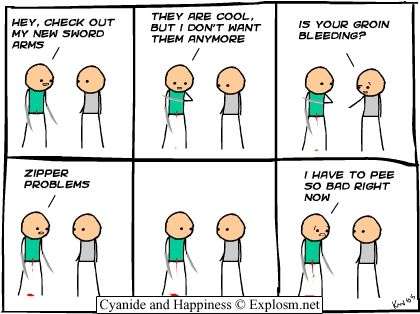 HEY, CHECK OUT
MY NEW SWORD
ARMS
THEY ARE COOL,
BUT I DON'T WANT
THEM ANYMORE
IS YOUR GROIN
BLEEDING?
ZIPPER
PROBLEMS
I HAVE TO PEE
SO BAD RIGHT
NOW
Cyanide and Happiness © Explosm.net